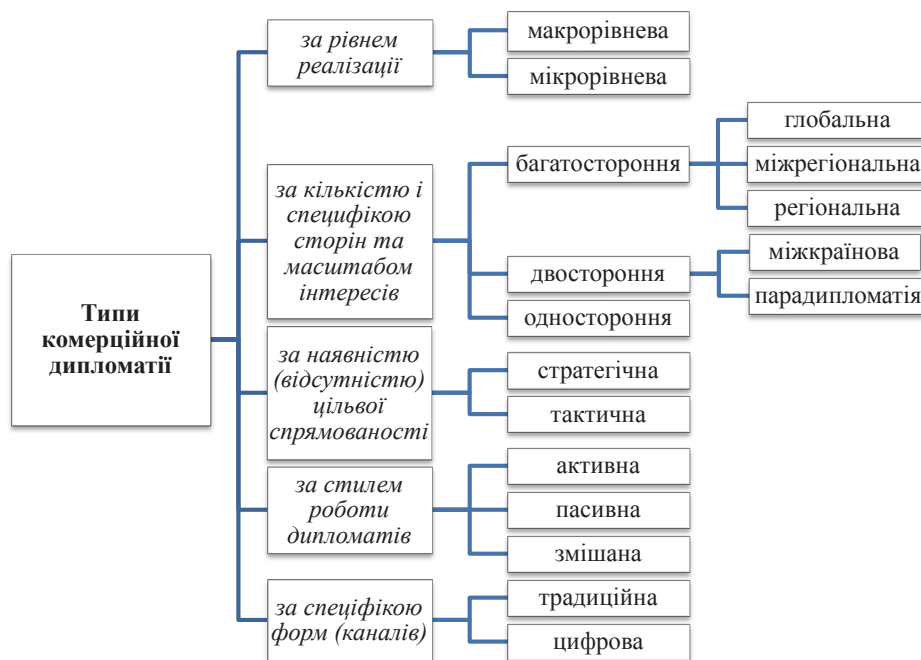 Типи
комерційної
дипломатії
за рівнем
реалізації
макрорівнева
мікрорівнева
за кількістю і
специфікою
сторін та
масштабом
інтересів
багатостороння
глобальна
міжрегіональна
регіональна
двостороння
міжкраїнова
парадипломатія
одностороння
за наявністю
(відсутністю)
цільвої
спрямованості
стратегічна
тактична
за стилем
роботи
дипломатів
активна
пасивна
змішана
за спеціфікою
форм (каналів)
традиційна
цифрова